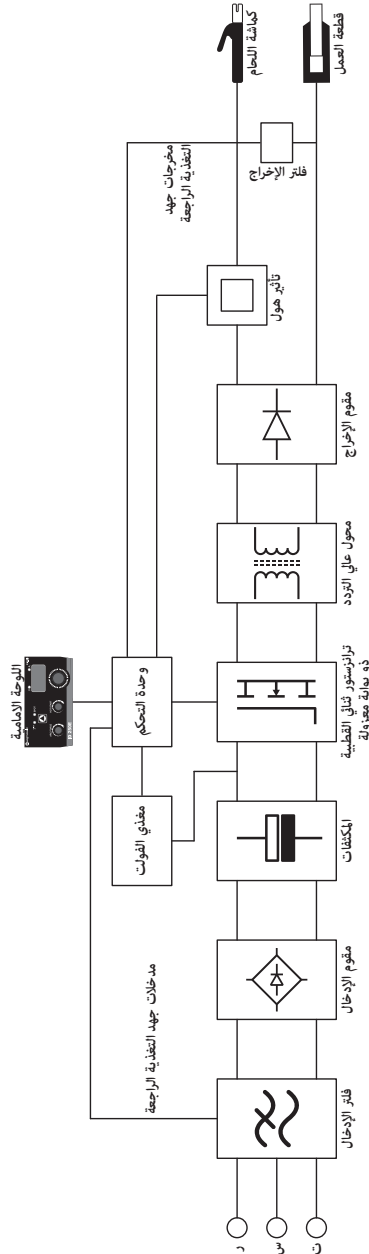 كماشة اللحام
قطعة العمل
مخرجات جهد
التغذية الراجعة
فلتر الإخراج
تأثير هول
مقوم الإخراج
محول عالي التردد
اللوحة الامامية
وحدة التحكم
ترانزستور ثنائي القطبية
ذو بوابة معزولة
مغذي الفولت
المكثفات
مقوم الإدخال
مدخلات جهد التغذية الراجعة
فلتر الإدخال
ر
س
ت